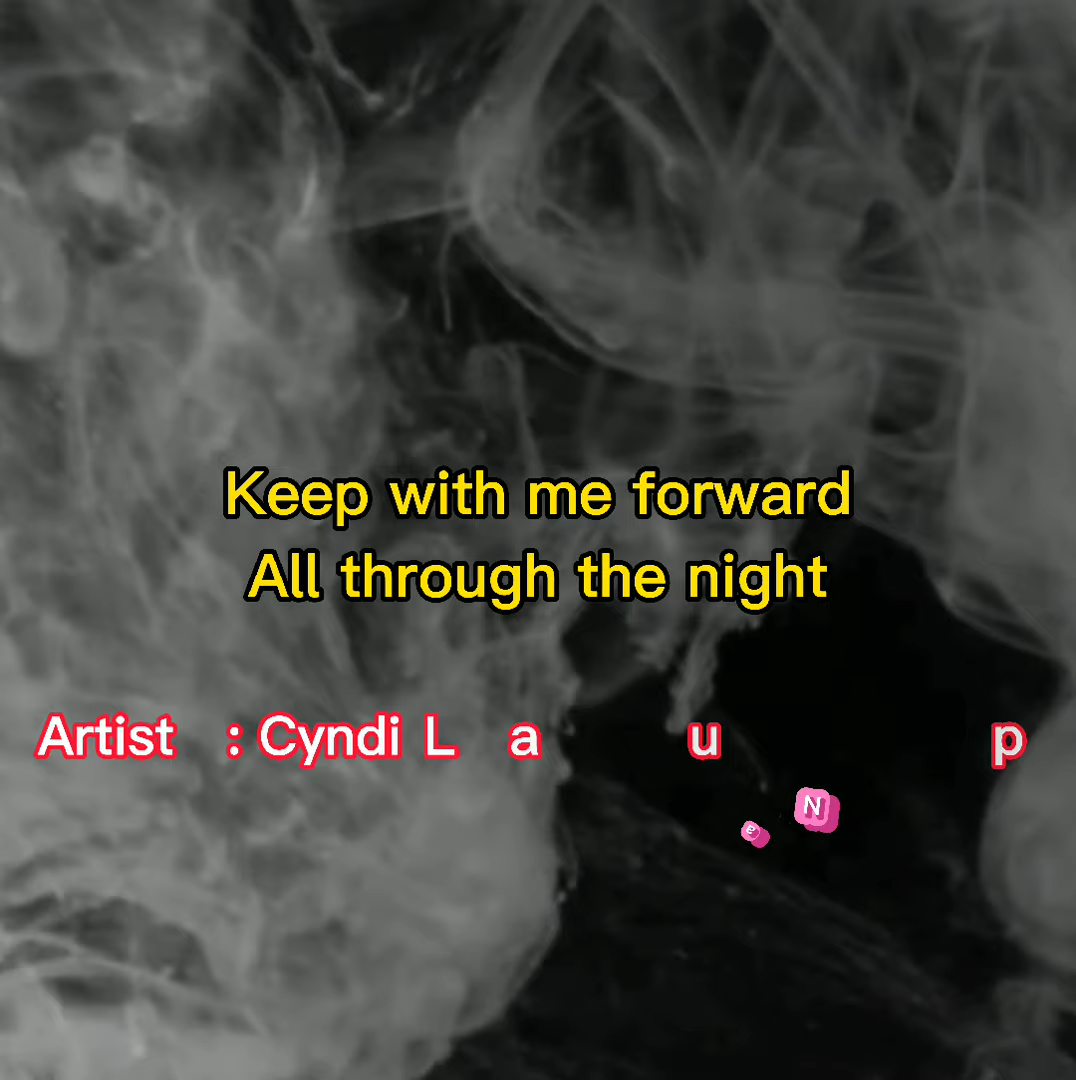 Keep with me forward
All through the night
Artist : Cyndi L a u p
N
e